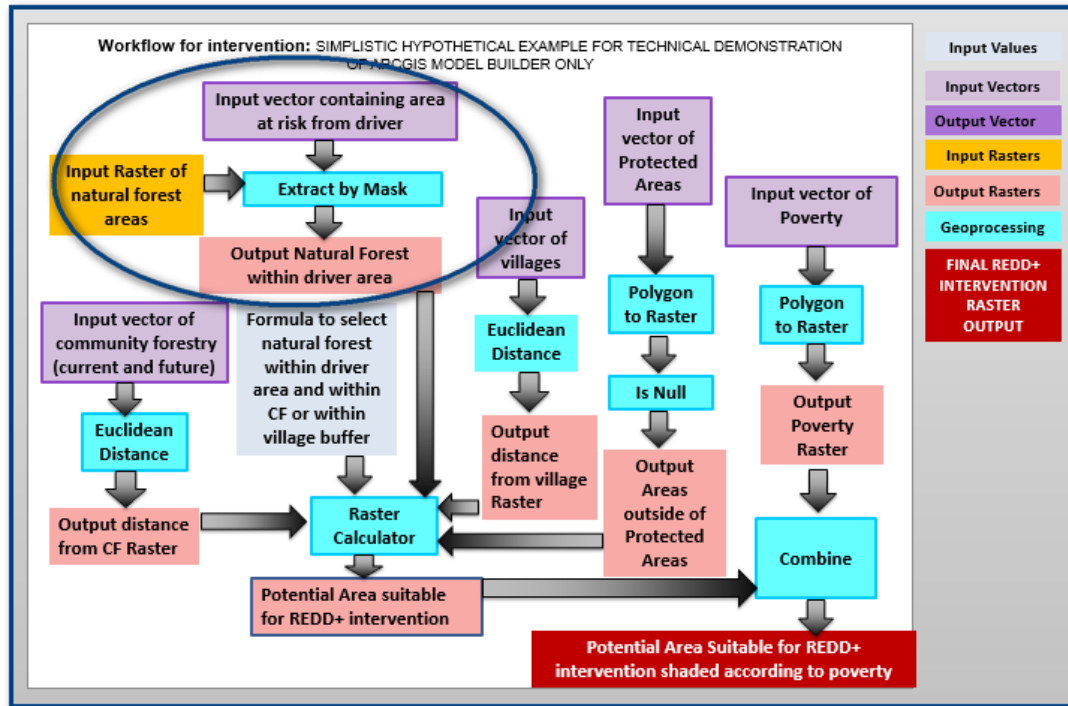 Workflow for intervention: SIMPLISTIC HYPOTHETICAL EXAMPLE FOR TECHNICAL DEMONSTRATION
OF ARCGIS MODEL BUILDER ONLY
Input vector containing area
at risk from driver
Input Raster of
natural forest
areas
Extract by Mask
Output Natural Forest
within driver area
Input vector of
community forestry
(current and future)
Euclidean
Distance
Output distance
from CF Raster
Formula to select
natural forest
within driver
area and within
CF or within
village buffer
Raster
Calculator
Potential Area suitable
for REDD+ intervention
Input
vector of
villages
Euclidean
Distance
Output
distance
from village
Raster
Input
vector of
Protected
Areas
Polygon
to Raster
Is Null
Output
Areas
outside of
Protected
Areas
Input vector of
Poverty
Polygon
to Raster
Output
Poverty
Raster
Combine
Potential Area Suitable for REDD+
intervention shaded according to poverty
Input Values
Input Vectors
Output Vector
Input Rasters
Output Rasters
Geoprocessing
FINAL REDD+
INTERVENTION
RASTER
OUTPUT